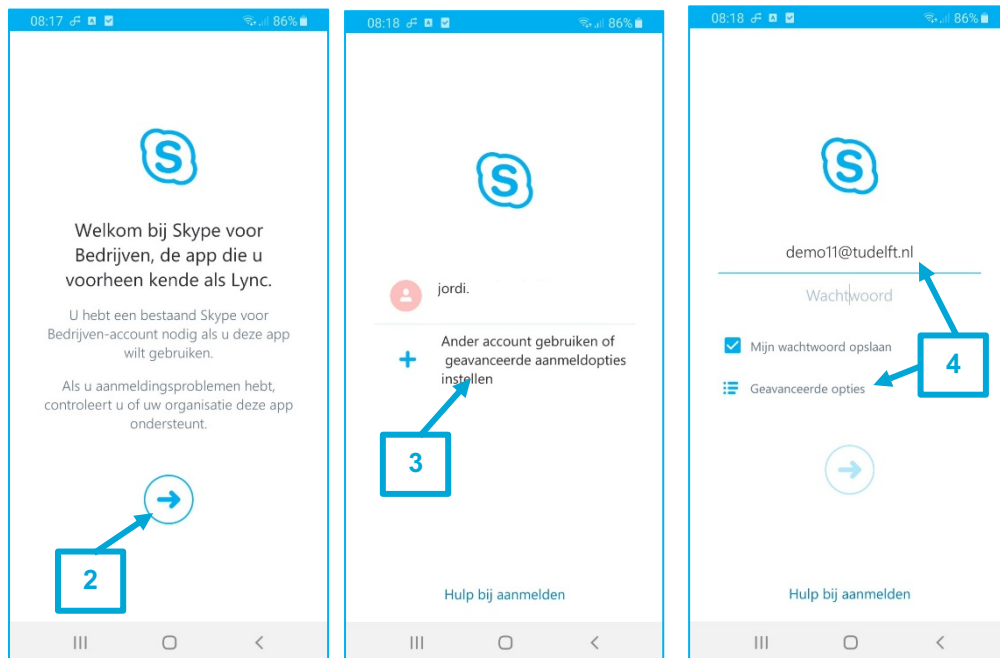 08:17 86%
S
Welkom bij Skype voor
Bedrijven, de app die u
voorheen kende als Lync.
U hebt een bestaand Skype voor
Bedrijven-account nodig als u deze app
wilt gebruiken.
Als u aanmeldingsproblemen hebt,
controleert u of uw organisatie deze app
ondersteunt.
2
08:18 86%
S
jordi.
Ander account gebruiken of
geavanceerde aanmeldopties
instellen
3
Hulp bij aanmelden
08:18 86%
S
demo11@tudelft.nl
Wachtwoord
Mijn wachtwoord opslaan
Geavanceerde opties
4
Hulp bij aanmelden